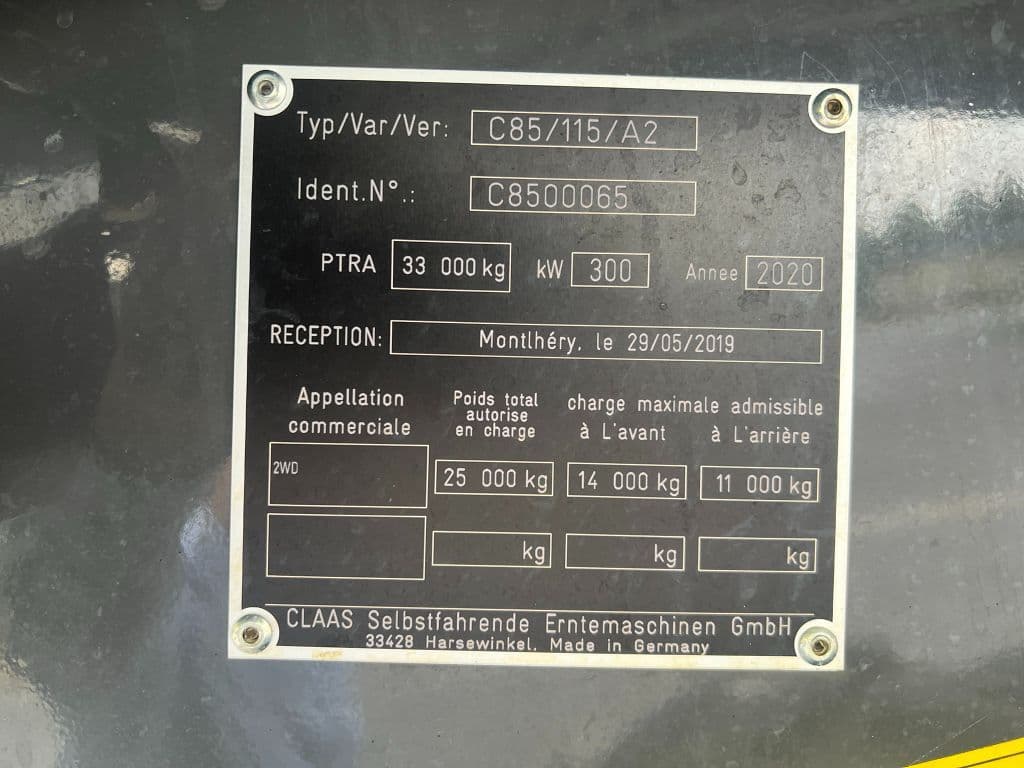 Typ/Var/Ver: C85/115/A2
Ident.N° .: C8500065
PTRA 33 000 kg kW 300 Annee 2020
RECEPTION: Montlhéry, le 29/05/2019
Appellation commerciale
Poids total autorise en charge
charge maximale admissible
à L'avant à L'arrière
2WD 25 000 kg 14 000 kg 11 000 kg
kg kg kg
CLAAS Selbstfahrende Erntemaschinen GmbH
33428 Harsewinkel, Made in Germany